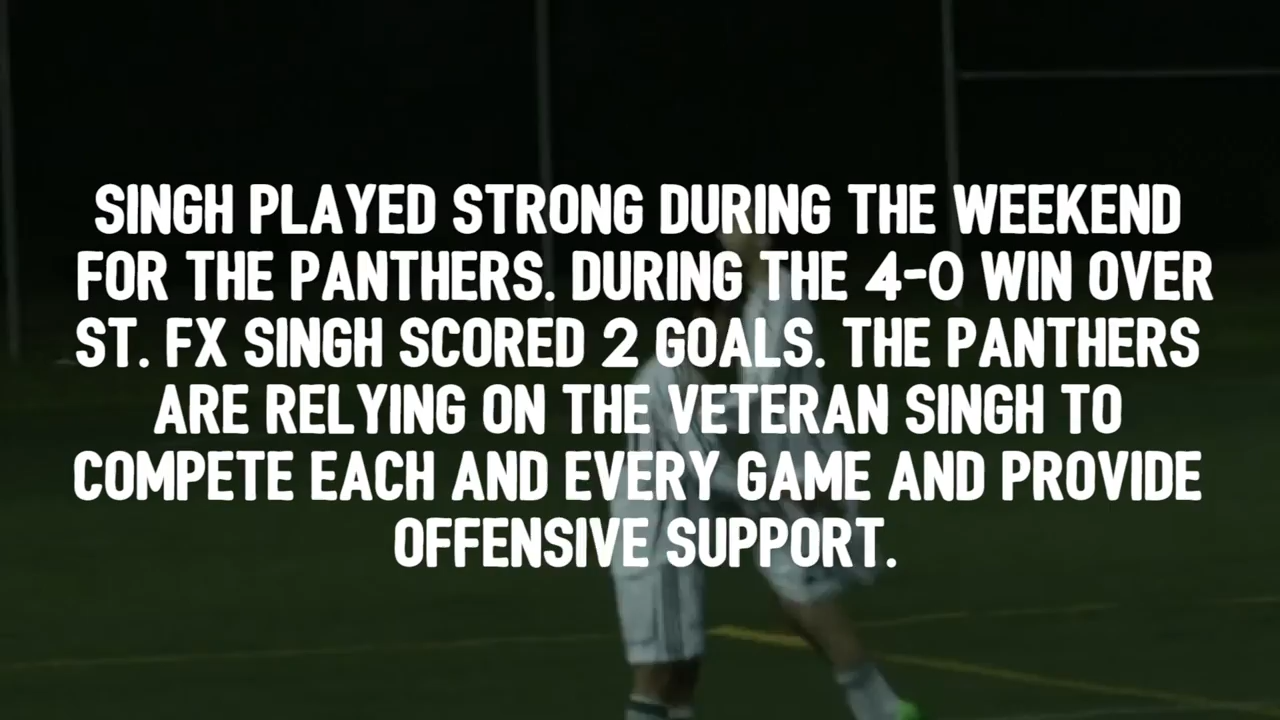 SINGH PLAYED STRONG DURING THE WEEKEND
FOR THE PANTHERS. DURING THE 4-0 WIN OVER
ST. FX SINGH SCORED 2 GOALS. THE PANTHERS
ARE RELYING ON THE VETERAN SINGH TO
COMPETE EACH AND EVERY GAME AND PROVIDE
OFFENSIVE SUPPORT.